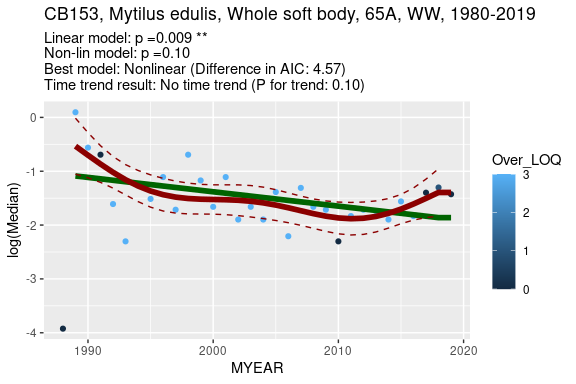 CB153, Mytilus edulis, Whole soft body, 65A, WW, 1980-2019
Linear model: p =0.009 **
Non-lin model: p =0.10
Best model: Nonlinear (Difference in AIC: 4.57)
Time trend result: No time trend (P for trend: 0.10)
0
-1
-2
-3
-4
log(Median)
1990
2000
2010
2020
MYEAR
Over_LOQ
3
2
1
0